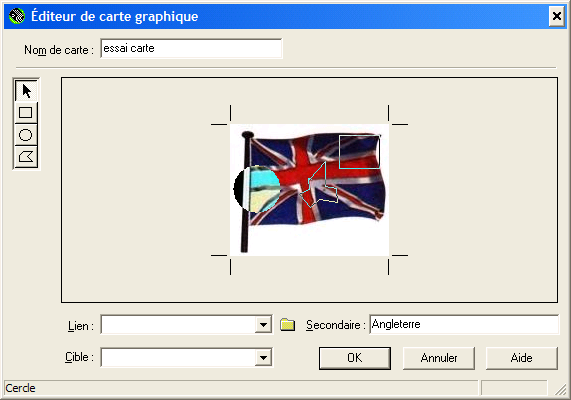 Éditeur de carte graphique
Nom de carte : essai carte
Lien : Secondaire : Angleterre
Cible : OK Annuler Aide
Cercle